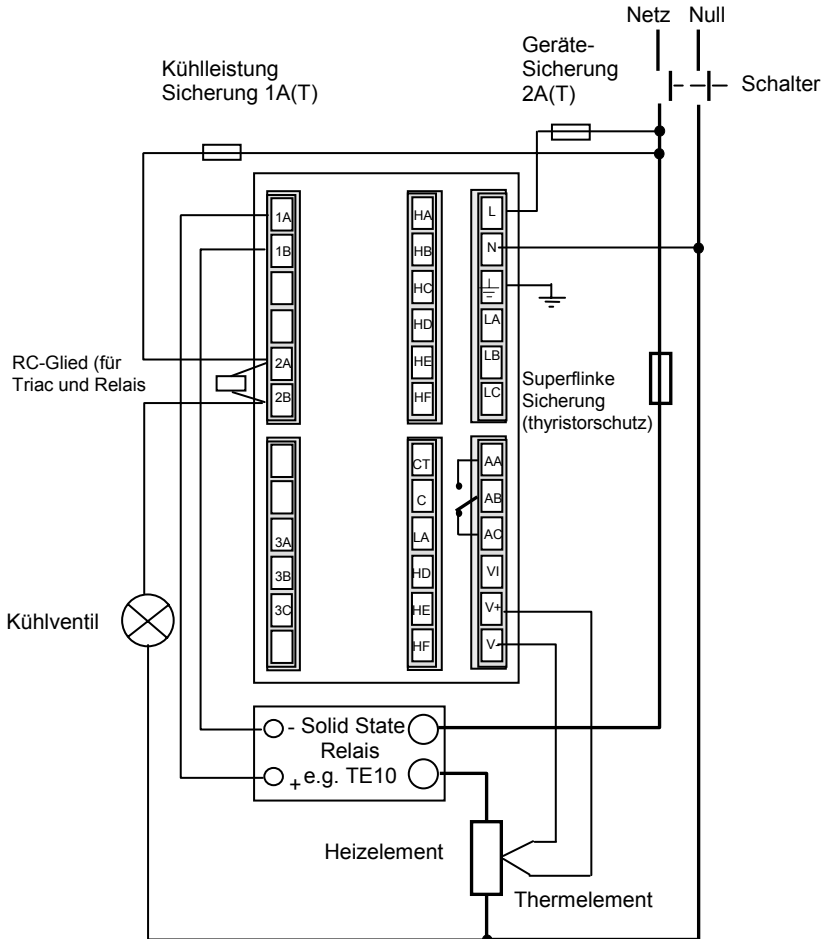 Netz Null
Geräte-
Sicherung
2A(T)
Schalter
Kühlleistung
Sicherung 1A(T)
1A
1B
2A
2B
3A
3B
3C
HA
HB
HC
HD
HE
HF
CT
C
LA
HD
HE
HF
L
N
LA
LB
LC
AA
AB
AC
VI
V+
V-
RC-Glied (für
Triac und Relais
Superflinke
Sicherung
(thyristorschutz)
Kühlventil
- Solid State
Relais
+ e.g. TE10
Heizelement
Thermelement